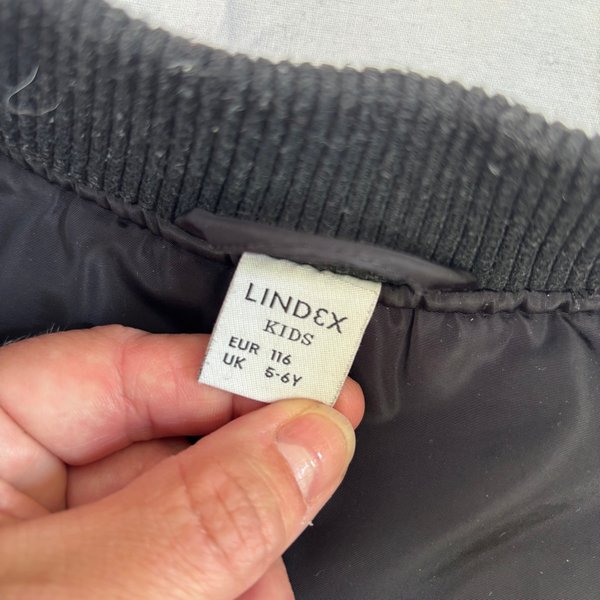 LINDEX
KIDS
EUR 116
UK 5-6Y